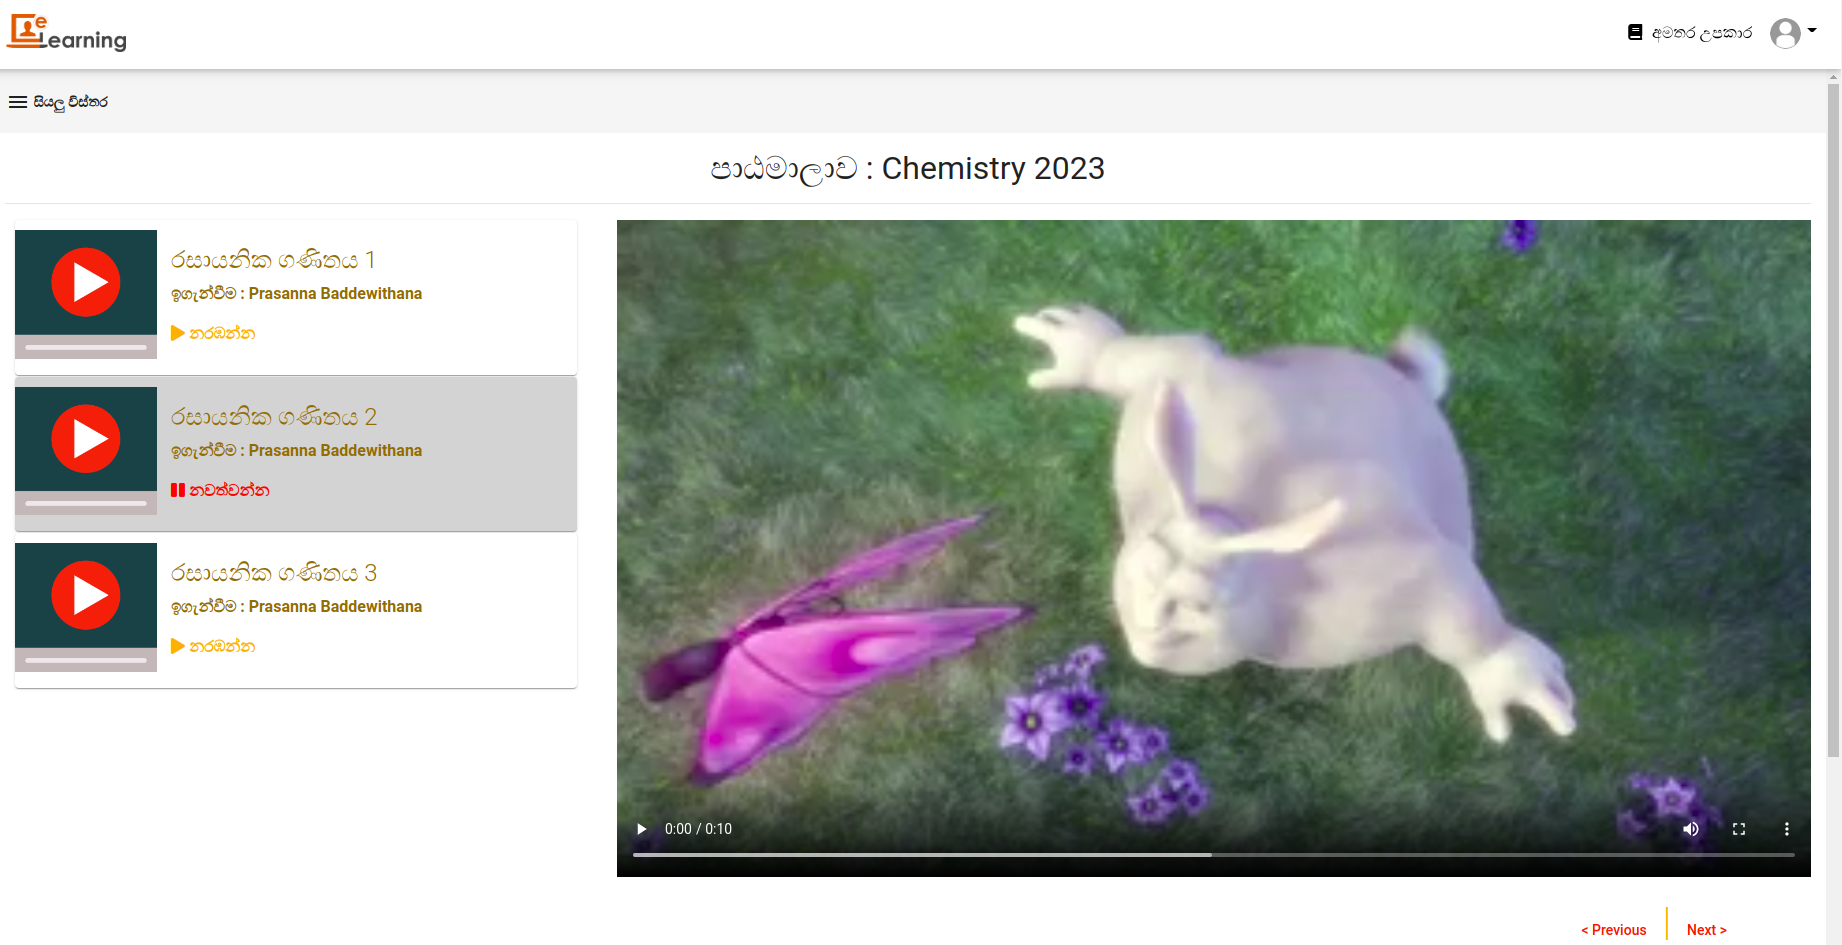 e
Learning
අමතර උපකාර
සියලු විස්තර
පාඨමාලාව : Chemistry 2023
රසායනික ගණිතය 1
ඉගැන්වීම : Prasanna Baddewithana
නරඹන්න
රසායනික ගණිතය 2
ඉගැන්වීම : Prasanna Baddewithana
නවත්වන්න
රසායනික ගණිතය 3
ඉගැන්වීම : Prasanna Baddewithana
නරඹන්න
0:00 / 0:10
< Previous
Next >